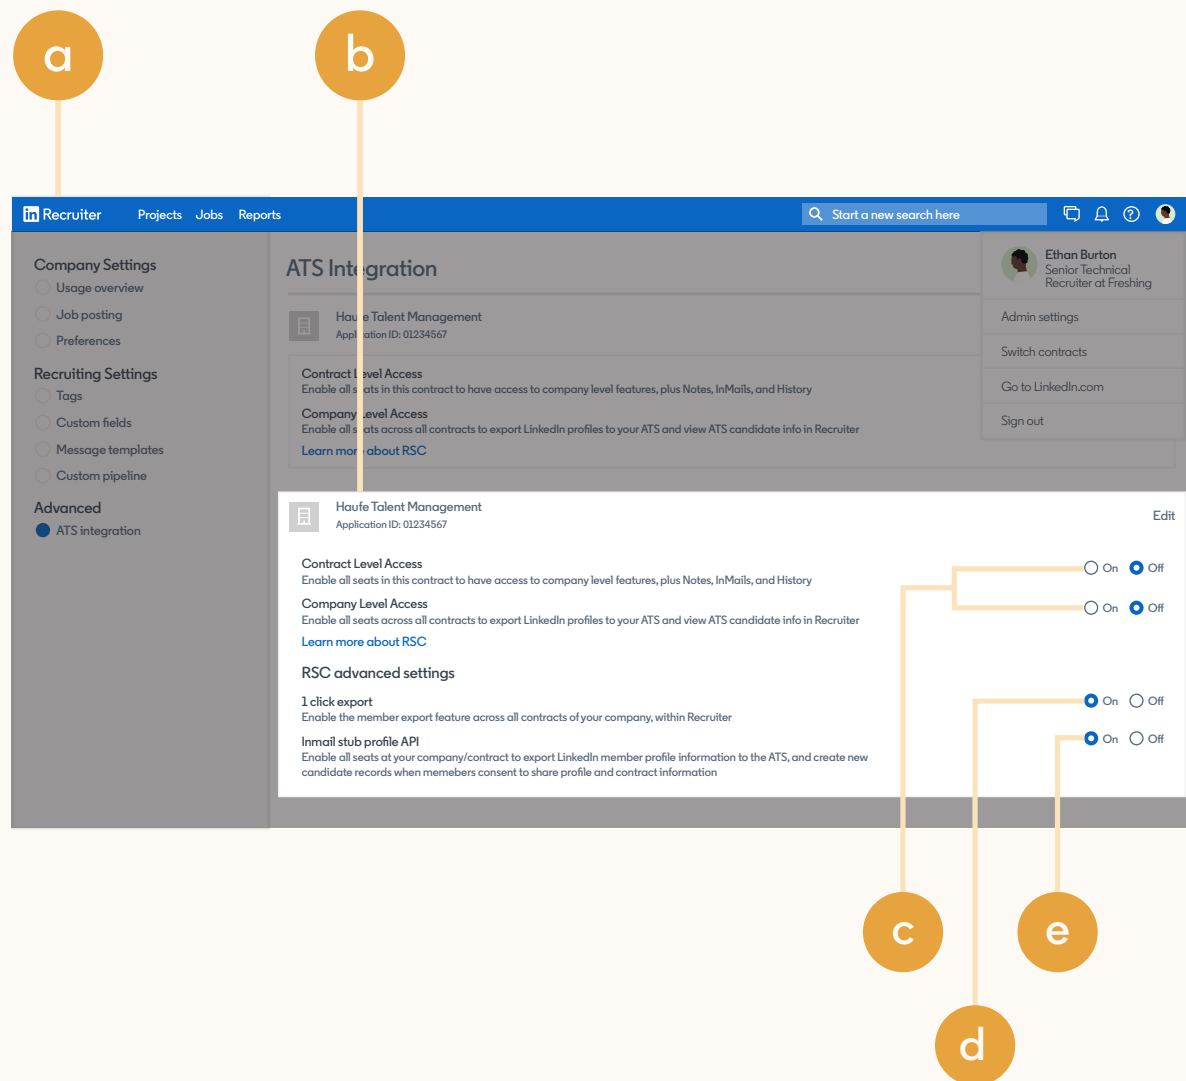 a
b
in Recruiter
Projects Jobs Reports
Start a new search here
Company Settings
Usage overview
Job posting
Preferences
Recruiting Settings
Tags
Custom fields
Message templates
Custom pipeline
Advanced
ATS integration
ATS Integration
Haufe Talent Management
Application ID: 01234567
Contract Level Access
Enable all seats in this contract to have access to company level features, plus Notes, InMails, and History
Company Level Access
Enable all seats across all contracts to export LinkedIn profiles to your ATS and view ATS candidate info in Recruiter
Learn more about RSC
Ethan Burton
Senior Technical
Recruiter at Freshing
Admin settings
Switch contracts
Go to LinkedIn.com
Sign out
Haufe Talent Management
Application ID: 01234567
Edit
Contract Level Access
Enable all seats in this contract to have access to company level features, plus Notes, InMails, and History
On Off
Company Level Access
Enable all seats across all contracts to export LinkedIn profiles to your ATS and view ATS candidate info in Recruiter
On Off
Learn more about RSC
RSC advanced settings
1 click export
Enable the member export feature across all contracts of your company, within Recruiter
On Off
Inmail stub profile API
Enable all seats at your company/contract to export LinkedIn member profile information to the ATS, and create new
candidate records when memebers consent to share profile and contract information
On Off
c
e
d